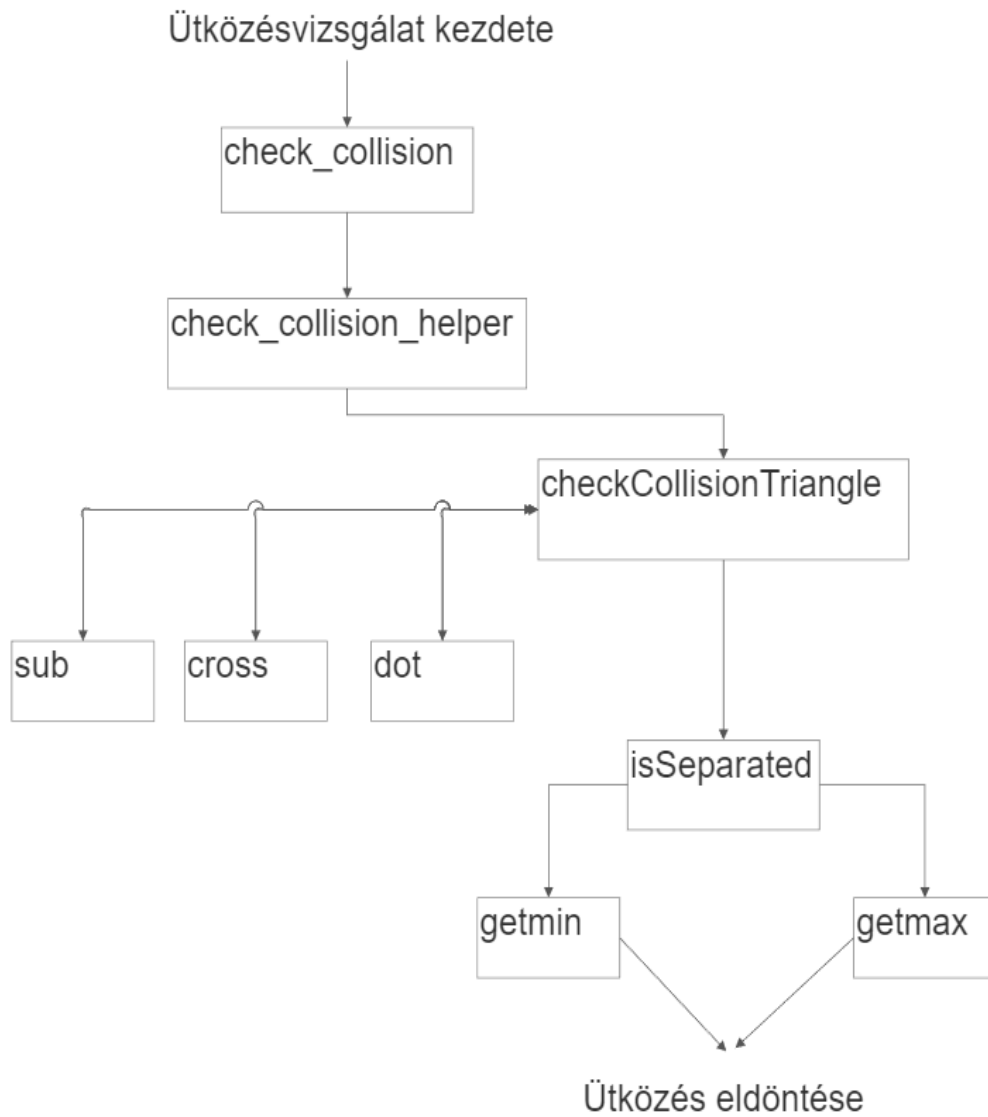 Ütközésvizsgálat kezdete
check_collision
check_collision_helper
checkCollisionTriangle
sub
cross
dot
isSeparated
getmin
getmax
Ütközés eldöntése